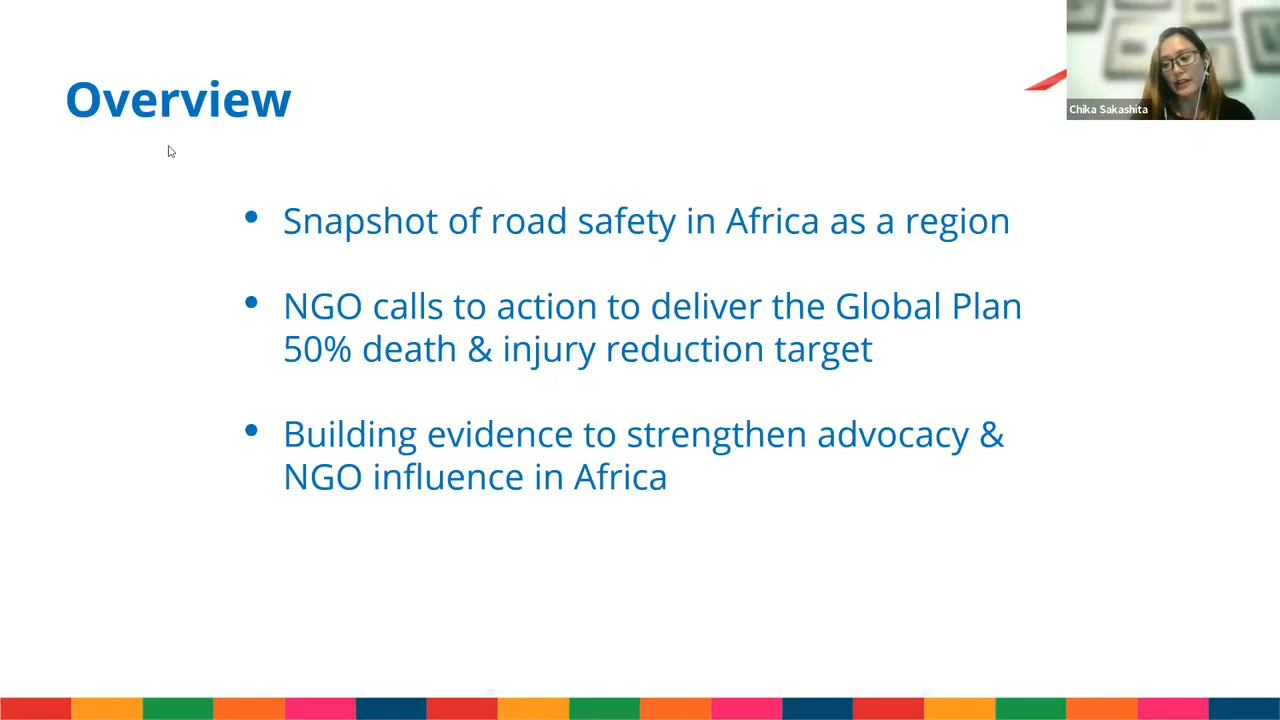 Overview
Chika Sakashita
• Snapshot of road safety in Africa as a region
• NGO calls to action to deliver the Global Plan
50% death & injury reduction target
• Building evidence to strengthen advocacy &
NGO influence in Africa